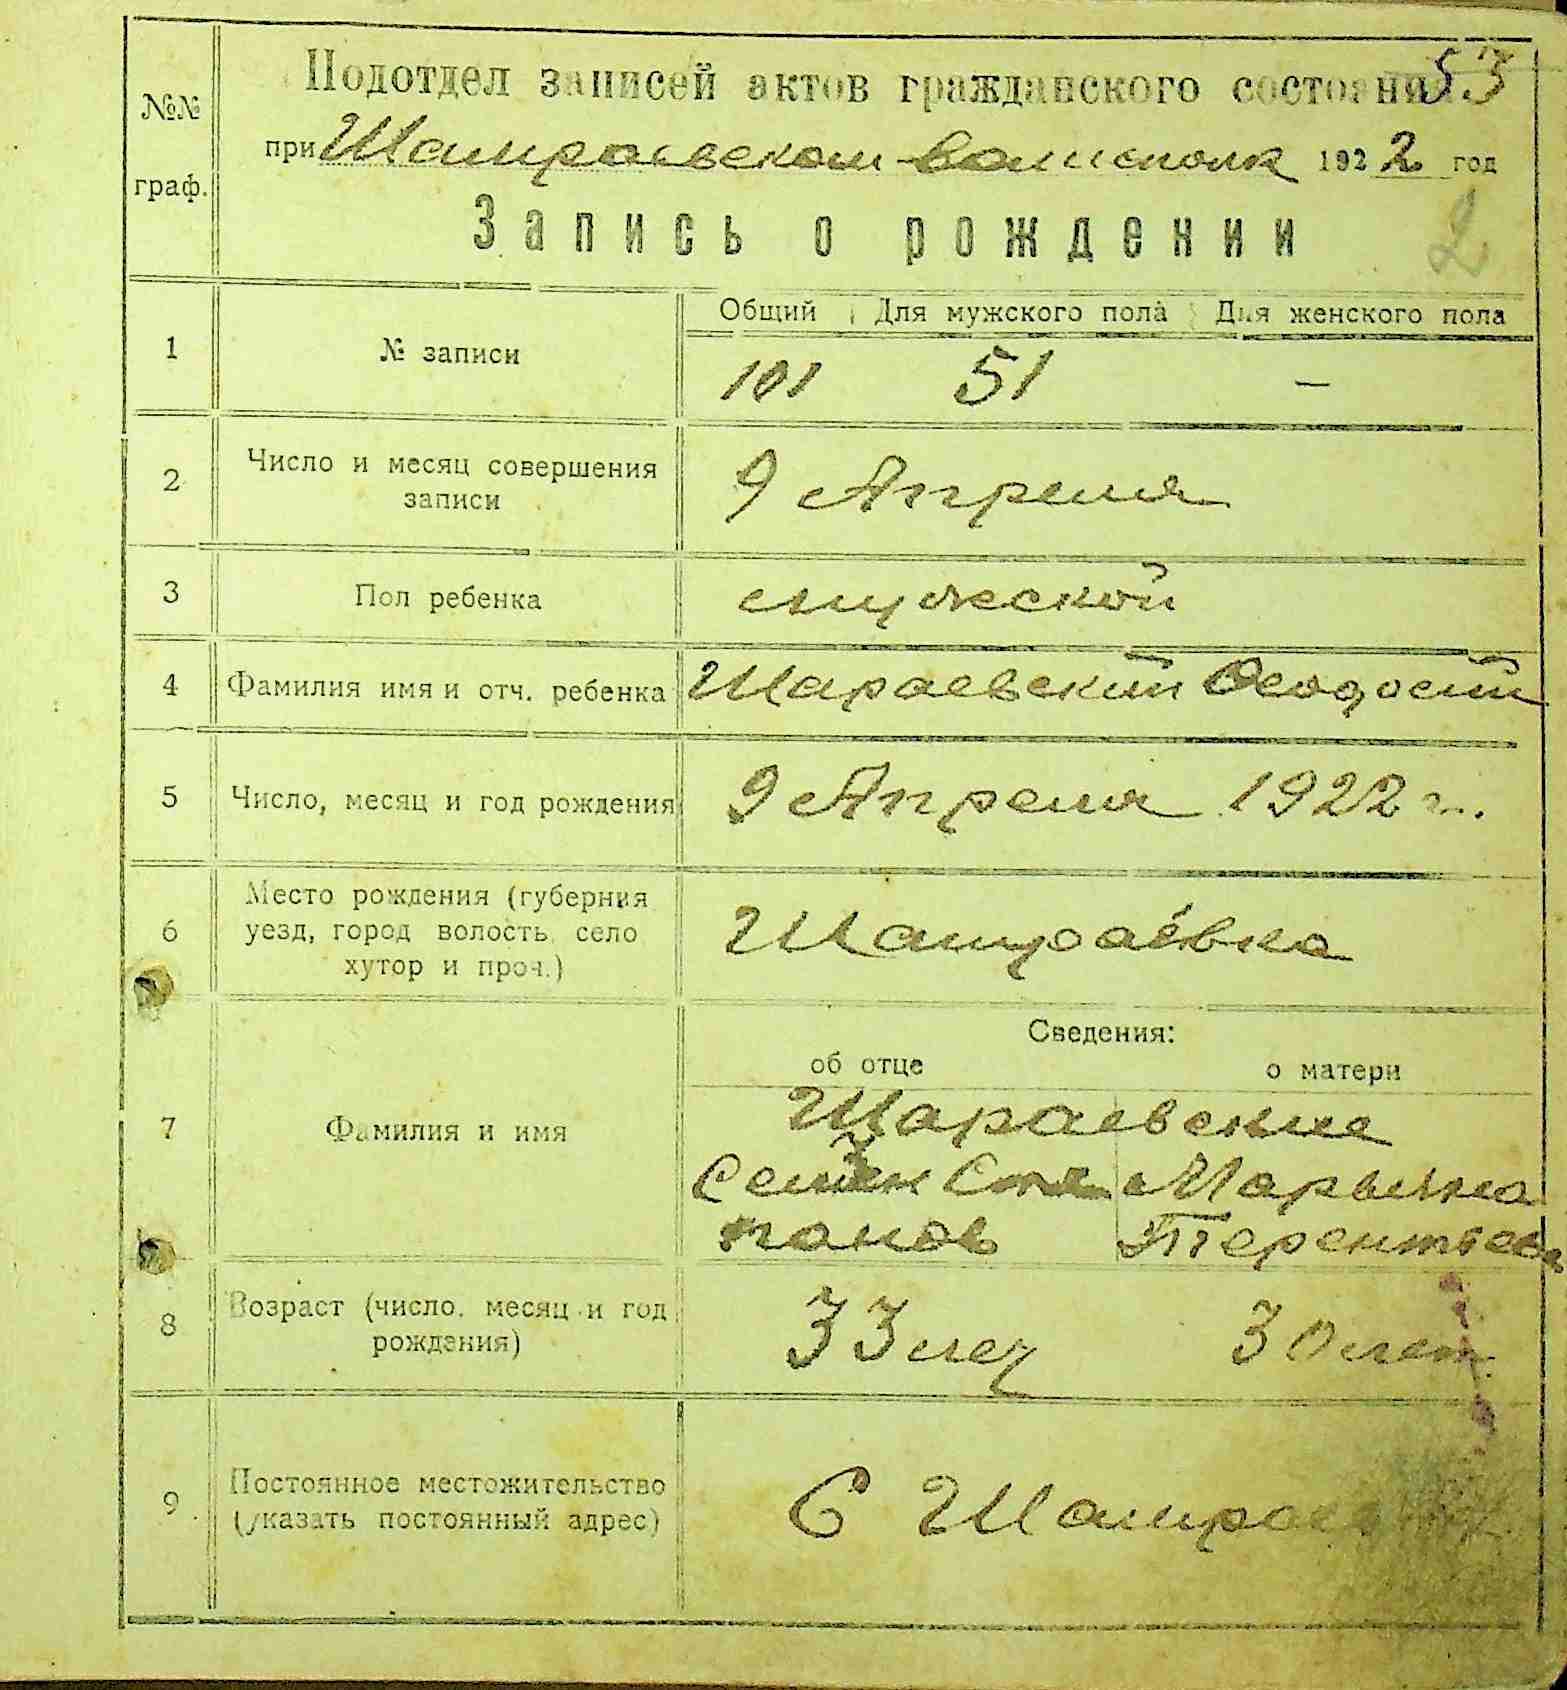 53
№№ граф.
Подотдел записей актов гражданского состояния
при Шамраевском волисполк 1922 год
2
Запись о рождении
Общий Для мужского пола Для женского пола
1 № записи 101 51 —
2 Число и месяц совершения записи 9 Апреля
3 Пол ребенка мужской
4 Фамилия имя и отч. ребенка Шараевский Феодосий
5 Число, месяц и год рождения 9 Апреля 1922 г.
6 Место рождения (губерния
уезд, город волость, село Шамраевка
хутор и проч.)
Сведения:
об отце о матери
7 Фамилия и имя Шараевские
Семен Марьяна
Терентьева
8 Возраст (число, месяц и год рождения) 33 лет 30 лет
9 Постоянное местожительство
(указать постоянный адрес) С